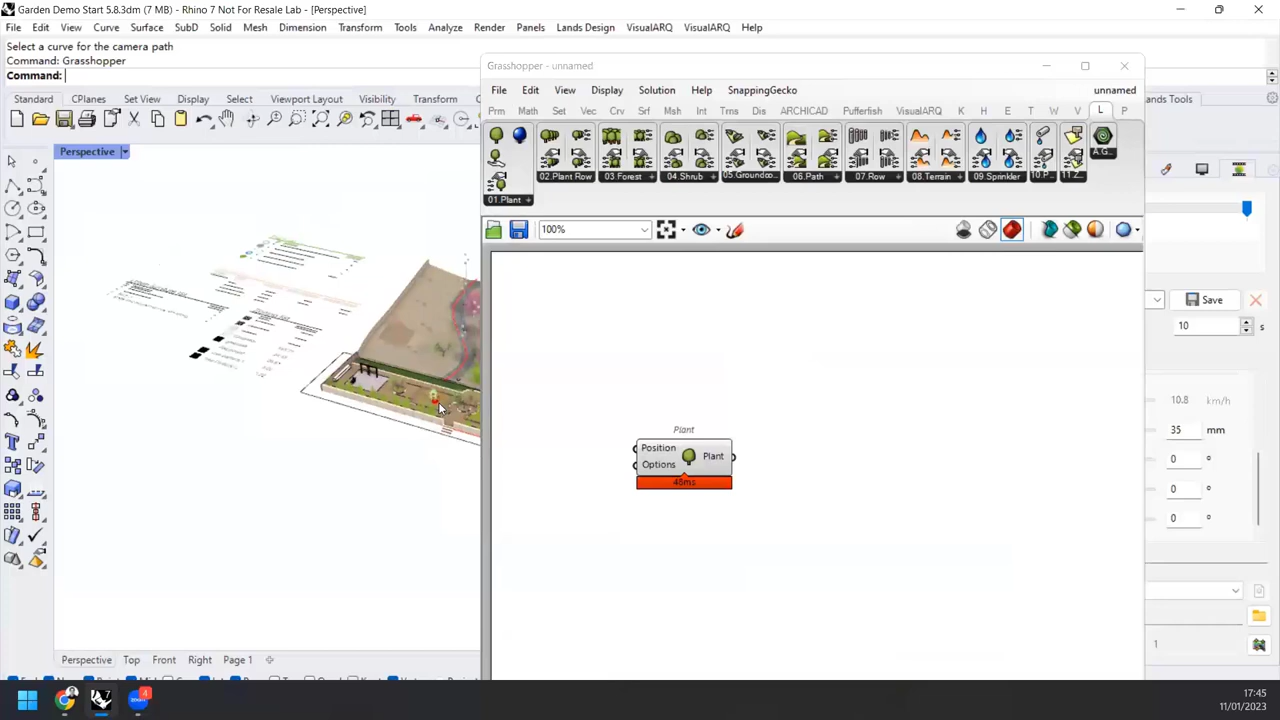 Garden Demo Start 5.8.3dm (7 MB) - Rhino 7 Not For Resale Lab - [Perspective]
File Edit View Curve Surface SubD Solid Mesh Dimension Transform Tools Analyze Render Panels Lands Design VisualARQ VisualARQ Help
Select a curve for the camera path
Command: Grasshopper
Command:
Standard CPlanes Set View Display Select Viewport Layout Visibility Transform
ands Tools
Perspective
Grasshopper - unnamed
File Edit View Display Solution Help SnappingGecko unnamed
Prm Math Set Vec Crv Srf Msh Int Trns Dis ARCHICAD Pufferfish VisualARQ K H E T W V L P
01.Plant + 02.Plant Row 03.Forest + 04.Shrub + 06.Path + 07.Row + 08.Terrain + 09.Sprinkler
100%
Plant
Position
Options
Plant
48ms
Save
10 s
10.8 km/h
35 mm
0 º
0 º
0 º
1
Perspective Top Front Right Page 1
4
17:45
11/01/2023